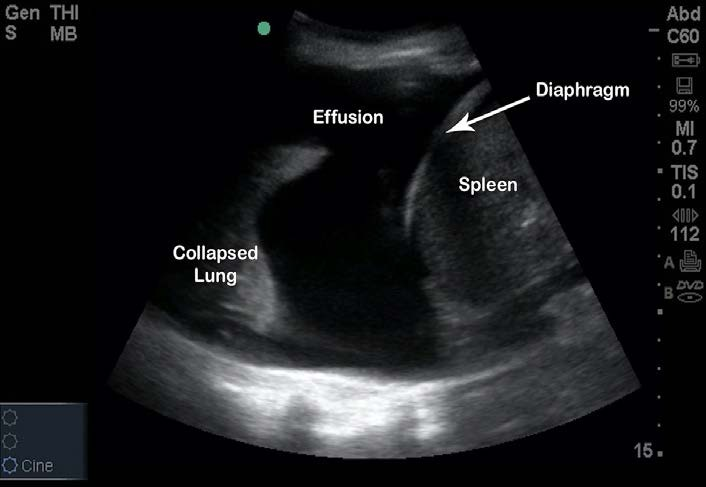 Gen THI
S MB
Abd
C60
99%
MI
0.7
TIS
0.1
112
A
B DVD
Effusion
Diaphragm
Spleen
Collapsed
Lung
15
Cine